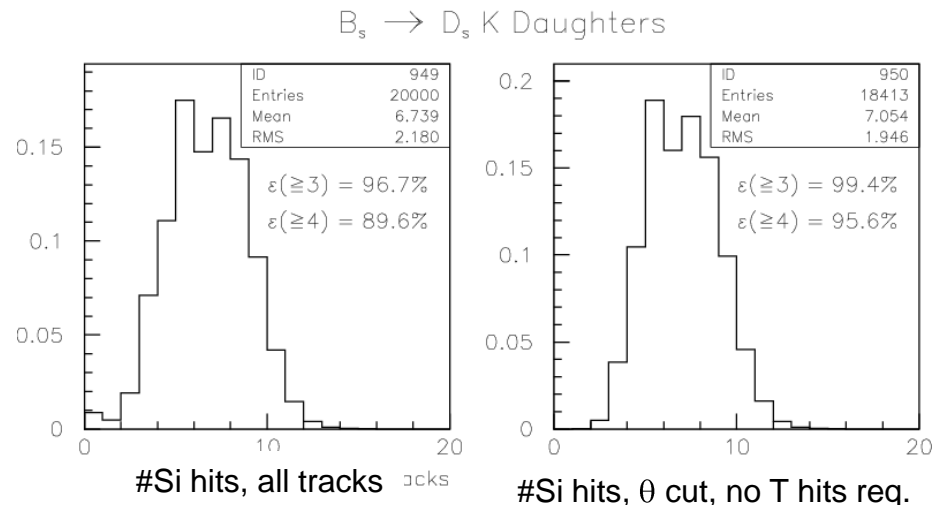 B_s → D_s K Daughters
ID 949
Entries 20000
Mean 6.739
RMS 2.180
ε(≧3) = 96.7%
ε(≧4) = 89.6%
0.15
0.1
0.05
0
0 10 20
#Si hits, all tracks
ID 950
Entries 18413
Mean 7.054
RMS 1.946
ε(≧3) = 99.4%
ε(≧4) = 95.6%
0.2
0.15
0.1
0.05
0
0 10 20
#Si hits, θ cut, no T hits req.